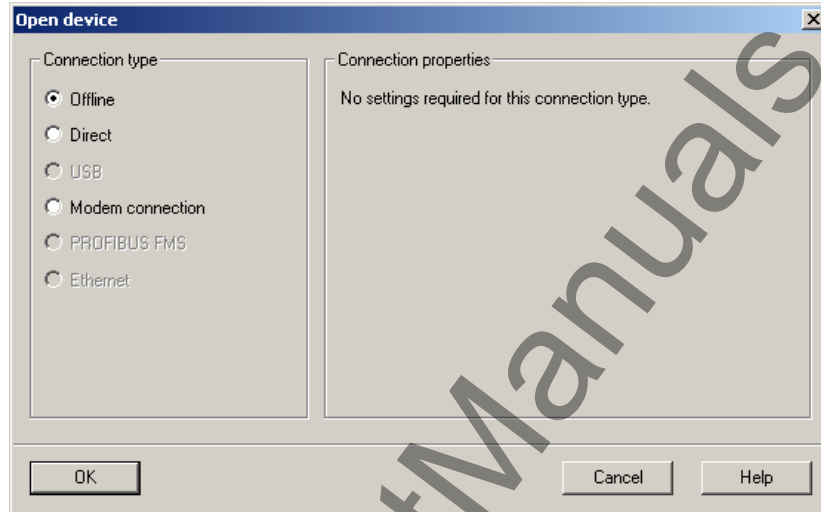 Open device
Connection type
Offline
Direct
USB
Modem connection
PROFIBUS FMS
Ethernet
Connection properties
No settings required for this connection type.
OK
Cancel
Help